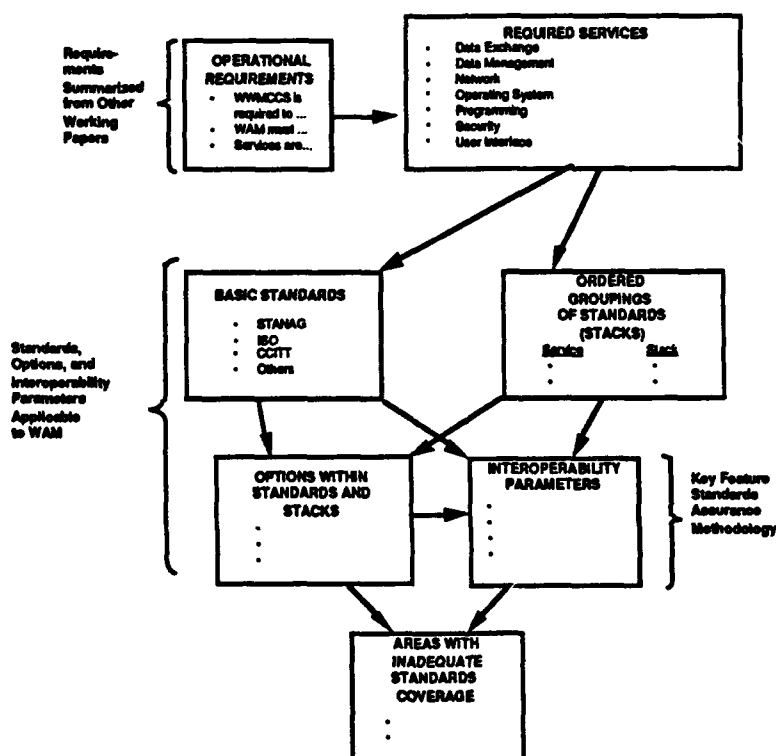 Require-
ments
Summarized
from Other
Working
Papers
OPERATIONAL
REQUIREMENTS
• WWMCCS is
required to ...
• WAM must ...
• Services are...
REQUIRED SERVICES
• Data Exchange
• Data Management
• Network
• Operating System
• Programming
• Security
• User Interface
Standards,
Options, and
Interoperability
Parameters
Applicable
to WAM
BASIC STANDARDS
• STANAG
• ISO
• CCITT
• Others
ORDERED
GROUPINGS
OF STANDARDS
(STACKS)
Service Stack
• •
• •
OPTIONS WITHIN
STANDARDS AND
STACKS
•
•
•
INTEROPERABILITY
PARAMETERS
•
•
•
•
Key Feature
Standards
Assurance
Methodology
AREAS WITH
INADEQUATE
STANDARDS
COVERAGE
•
•